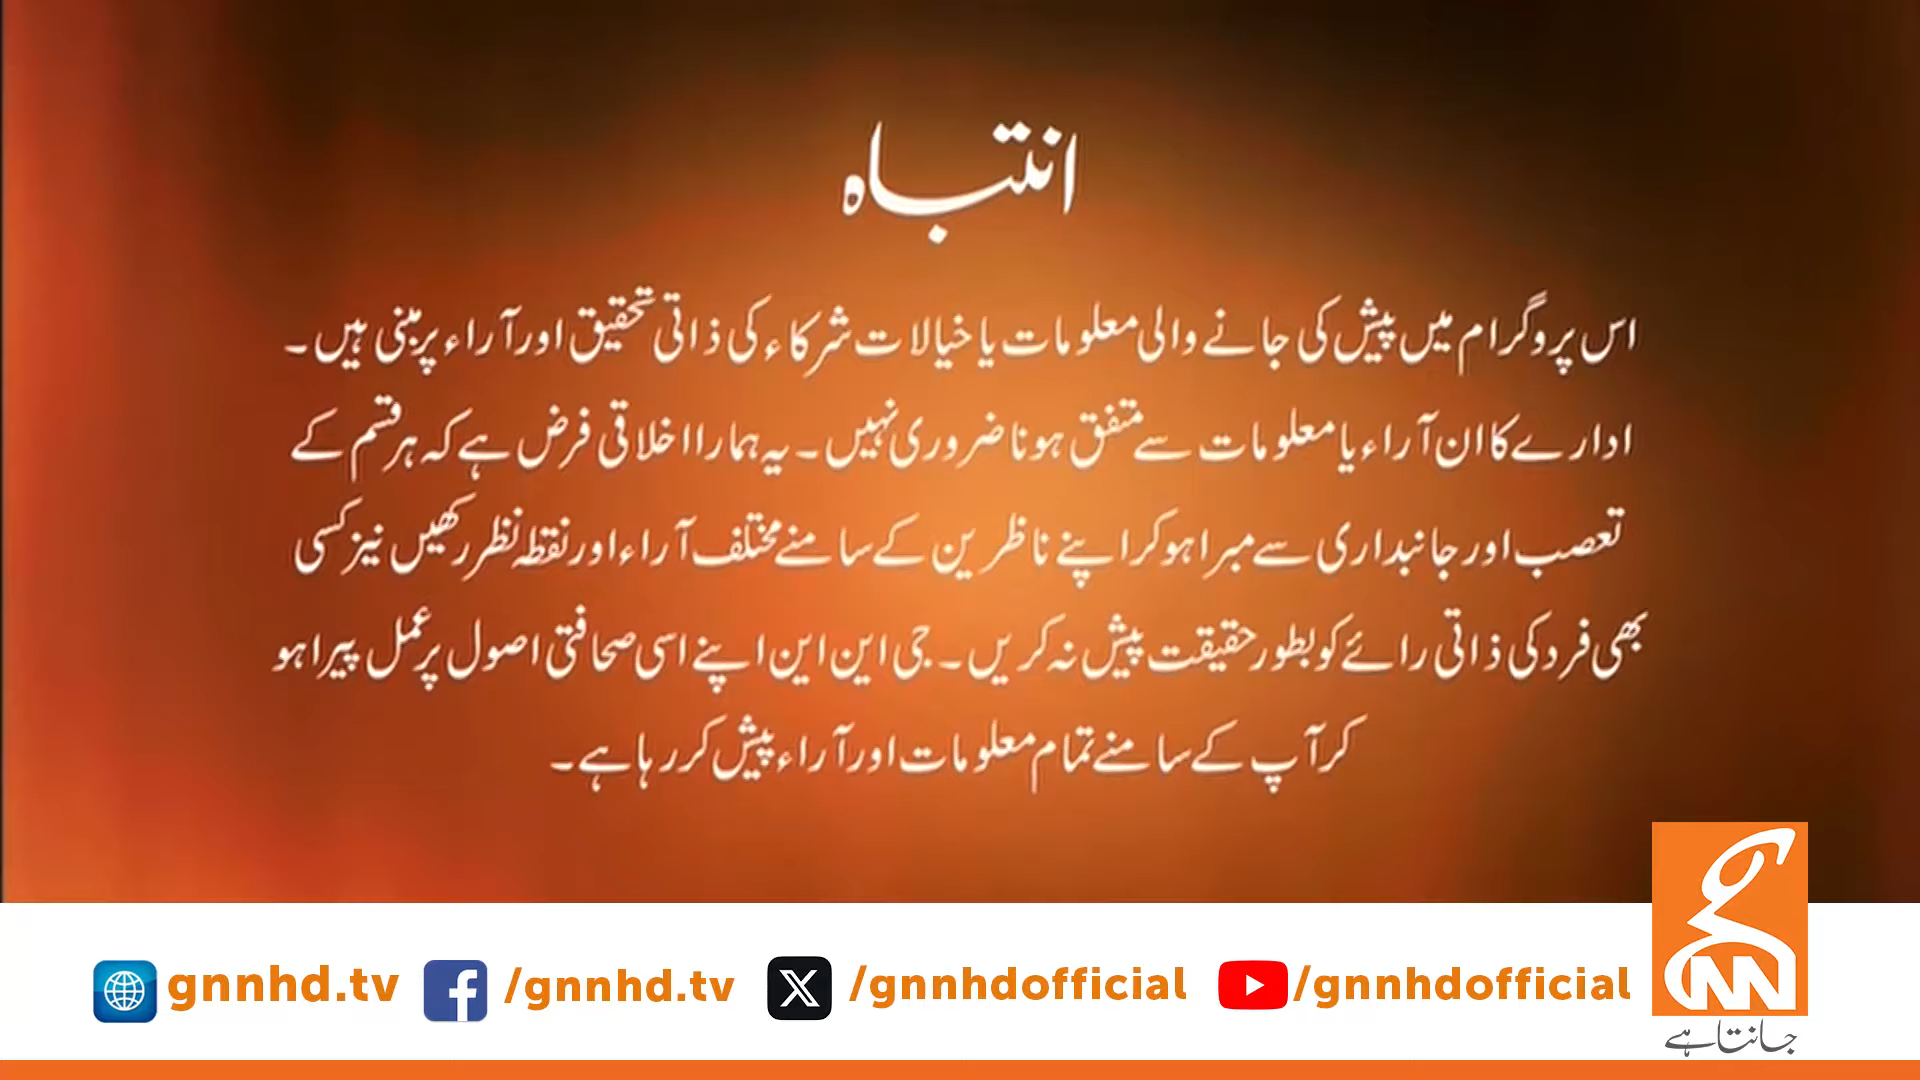 انتباہ
اس پروگرام میں پیش کی جانے والی معلومات یا خیالات شرکاء کی ذاتی تحقیق اور آراء پر مبنی ہیں۔
ادارے کا ان آراء یا معلومات سے متفق ہونا ضروری نہیں۔ یہ ہمارا اخلاقی فرض ہے کہ ہر قسم کے
تعصب اور جانبداری سے مبرا ہو کر اپنے ناظرین کے سامنے مختلف آراء اور نقطہ نظر رکھیں نیز کسی
بھی فرد کی ذاتی رائے کو بطور حقیقت پیش نہ کریں۔ جی این این اپنے اسی صحافتی اصول پر عمل پیرا ہو
کر آپ کے سامنے تمام معلومات اور آراء پیش کر رہا ہے۔
gnnhd.tv /gnnhd.tv /gnnhdofficial /gnnhdofficial
GNN
جانتا ہے